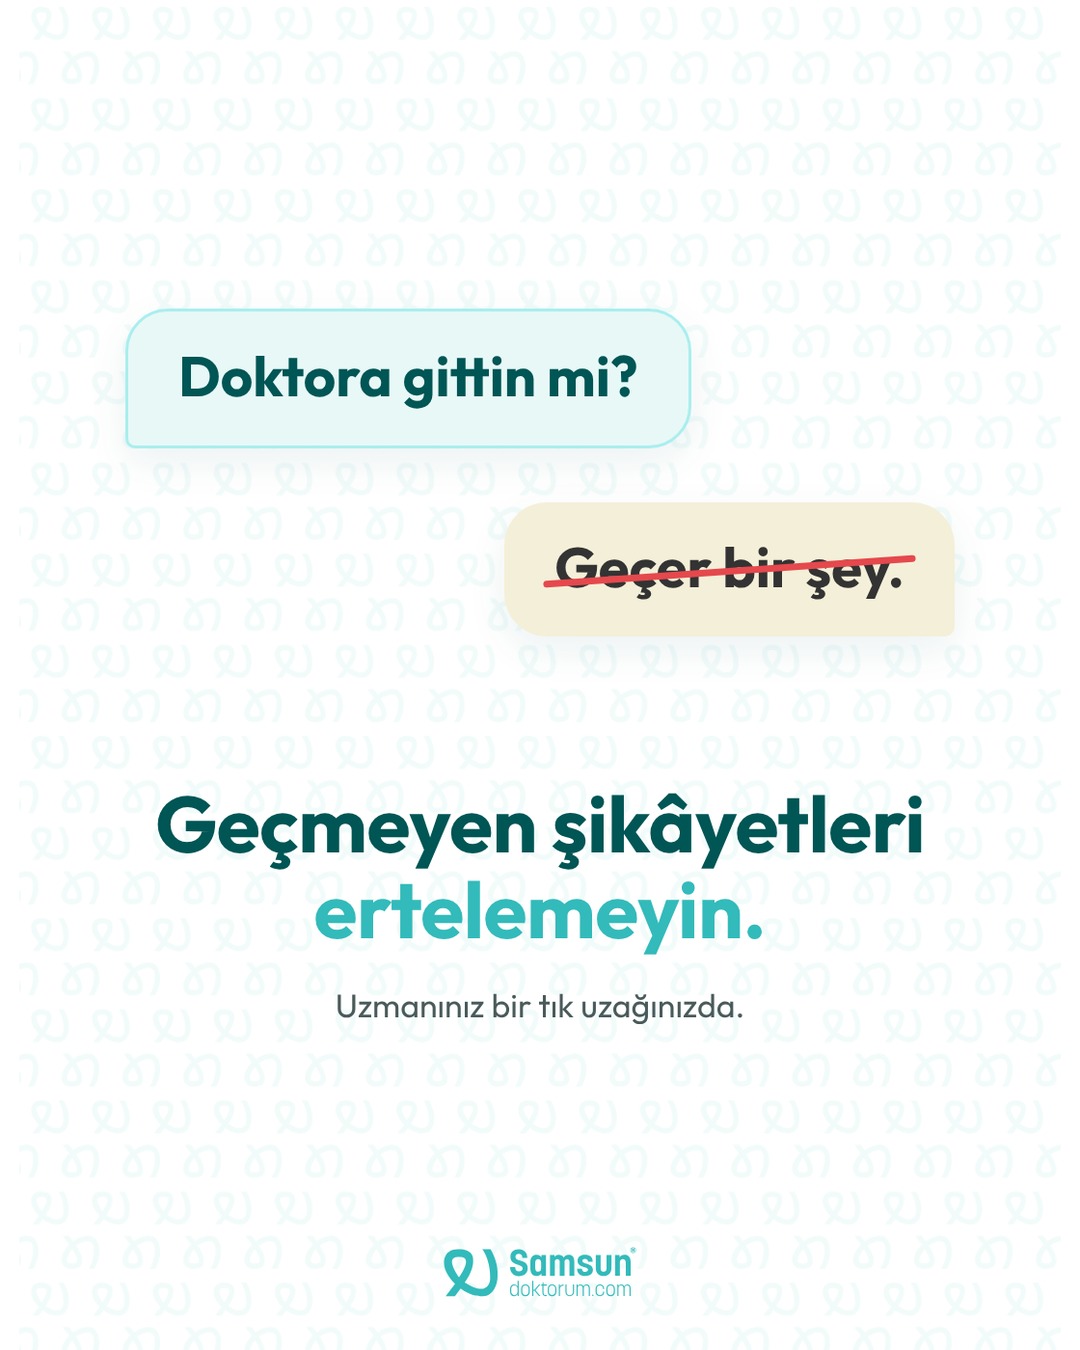 Doktora gittin mi?
Geçer bir şey.
Geçmeyen şikâyetleri
ertelemeyin.
Uzmanınız bir tık uzağınızda.
Samsun®
doktorum.com